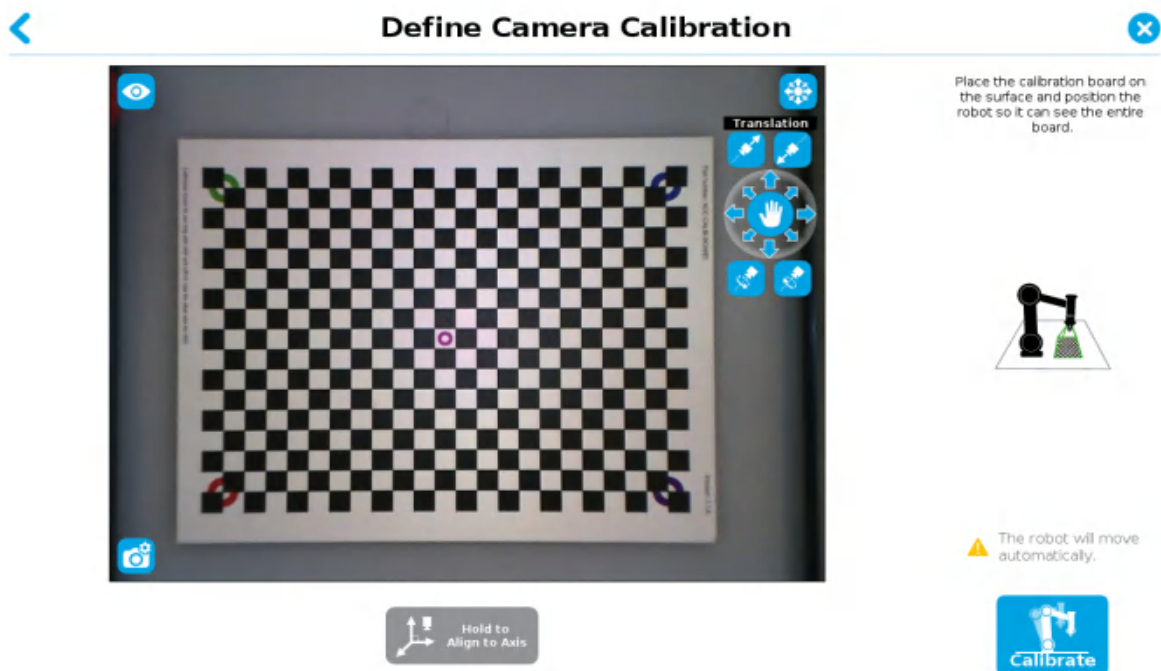 Define Camera Calibration
Place the calibration board on
the surface and position the
robot so it can see the entire
board.
Translation
The robot will move
automatically.
Hold to
Align to Axis
Calibrate